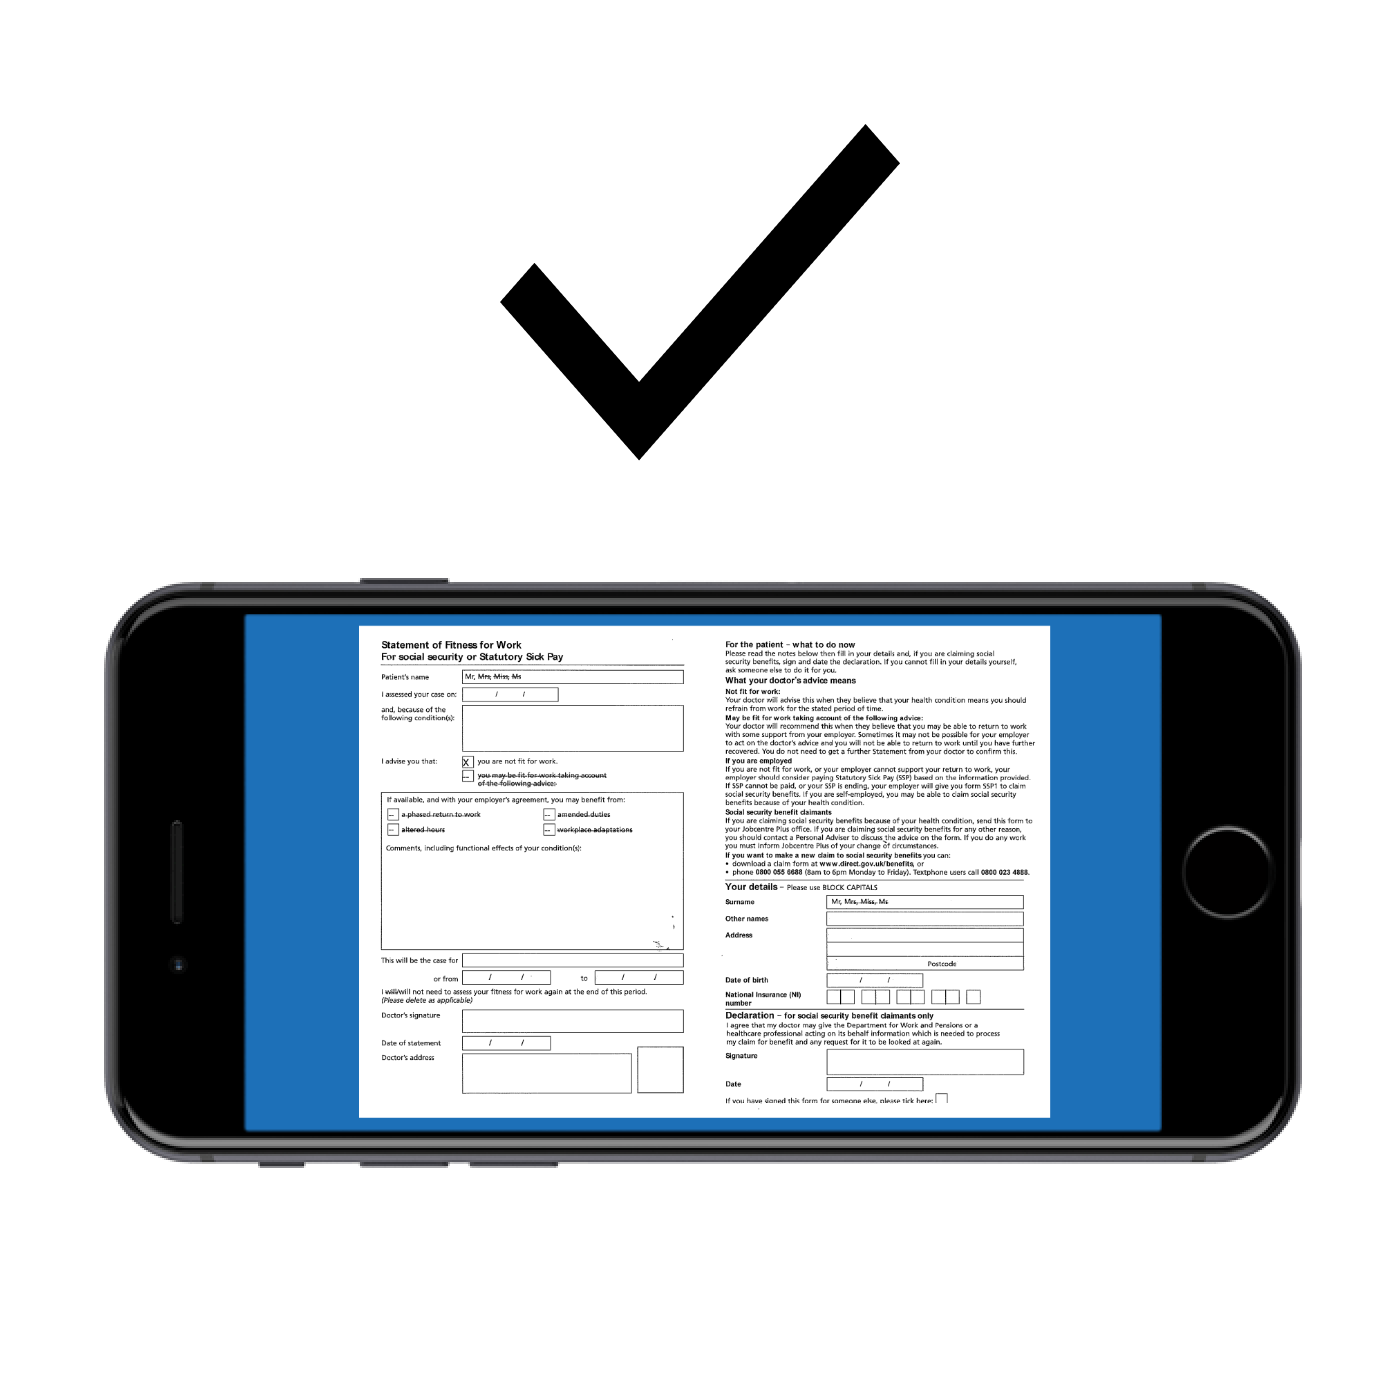 Statement of Fitness for Work
For social security or Statutory Sick Pay
Patient's name
Mr, Mrs, Miss, Ms
I assessed your case on:
/ /
and, because of the
following condition(s):
I advise you that:
X you are not fit for work.
you may be fit for work taking account
of the following advice:
If available, and with your employer's agreement, you may benefit from:
a phased return to work
amended duties
altered hours
workplace adaptations
Comments, including functional effects of your condition(s):
This will be the case for
or from / / to / /
I will/will not need to assess your fitness for work again at the end of this period.
(Please delete as applicable)
Doctor's signature
Date of statement
/ /
Doctor's address
For the patient – what to do now
Please read the notes below then fill in your details and, if you are claiming social
security benefits, sign and date the declaration. If you cannot fill in your details yourself,
ask someone else to do it for you.
What your doctor's advice means
Not fit for work:
Your doctor will advise this when they believe that your health condition means you should
refrain from work for the stated period of time.
May be fit for work taking account of the following advice:
Your doctor will recommend this when they believe that you may be able to return to work
with some support from your employer. Sometimes it may not be possible for your employer
to act on the doctor's advice and you will not be able to return to work until you have further
recovered. You do not need to get a further Statement from your doctor to confirm this.
If you are employed
If you are not fit for work, or your employer cannot support your return to work, your
employer should consider paying Statutory Sick Pay (SSP) based on the information provided.
If SSP cannot be paid, or your SSP is ending, your employer will give you form SSP1 to claim
social security benefits. If you are self-employed, you may be able to claim social security
benefits because of your health condition.
Social security benefit claimants
If you are claiming social security benefits because of your health condition, send this form to
your Jobcentre Plus office. If you are claiming social security benefits for any other reason,
you should contact a Personal Adviser to discuss the advice on the form. If you do any work
you must inform Jobcentre Plus of your change of circumstances.
If you want to make a new claim to social security benefits you can:
• download a claim form at www.direct.gov.uk/benefits, or
• phone 0800 055 6688 (8am to 6pm Monday to Friday). Textphone users call 0800 023 4888.
Your details – Please use BLOCK CAPITALS
Surname
Mr, Mrs, Miss, Ms
Other names
Address
Postcode
Date of birth
/ /
National Insurance (NI)
number
Declaration – for social security benefit claimants only
I agree that my doctor may give the Department for Work and Pensions or a
healthcare professional acting on its behalf information which is needed to process
my claim for benefit and any request for it to be looked at again.
Signature
Date
/ /
If you have signed this form for someone else, please tick here: